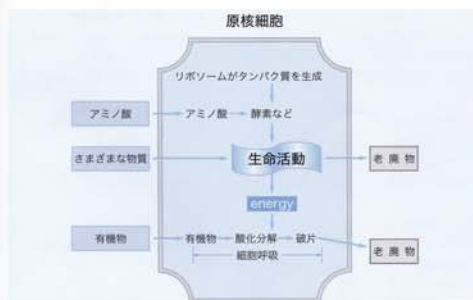 原核細胞
リボソームがタンパク質を生成
アミノ酸 アミノ酸 酵素など
さまざまな物質 生命活動 老廃物
energy
有機物 有機物 酸化分解 破片 老廃物
細胞呼吸